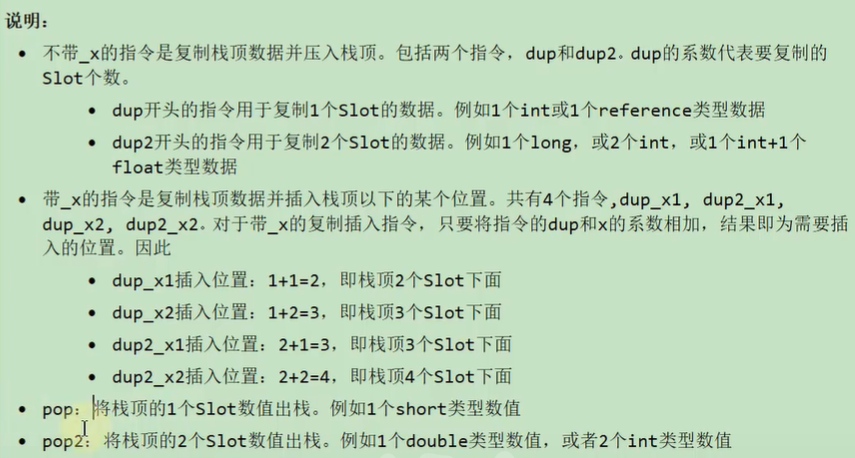 说明：
• 不带_x的指令是复制栈顶数据并压入栈顶。包括两个指令，dup和dup2。dup的系数代表要复制的
Slot个数。
• dup开头的指令用于复制1个Slot的数据。例如1个int或1个reference类型数据
• dup2开头的指令用于复制2个Slot的数据。例如1个long，或2个int，或1个int+1个
float类型数据
• 带_x的指令是复制栈顶数据并插入栈顶以下的某个位置。共有4个指令,dup_x1, dup2_x1,
dup_x2, dup2_x2。对于带_x的复制插入指令，只要将指令的dup和x的系数相加，结果即为需要插
入的位置。因此
• dup_x1插入位置：1+1=2，即栈顶2个Slot下面
• dup_x2插入位置：1+2=3，即栈顶3个Slot下面
• dup2_x1插入位置：2+1=3，即栈顶3个Slot下面
• dup2_x2插入位置：2+2=4，即栈顶4个Slot下面
• pop：将栈顶的1个Slot数值出栈。例如1个short类型数值
• pop2：将栈顶的2个Slot数值出栈。例如1个double类型数值，或者2个int类型数值